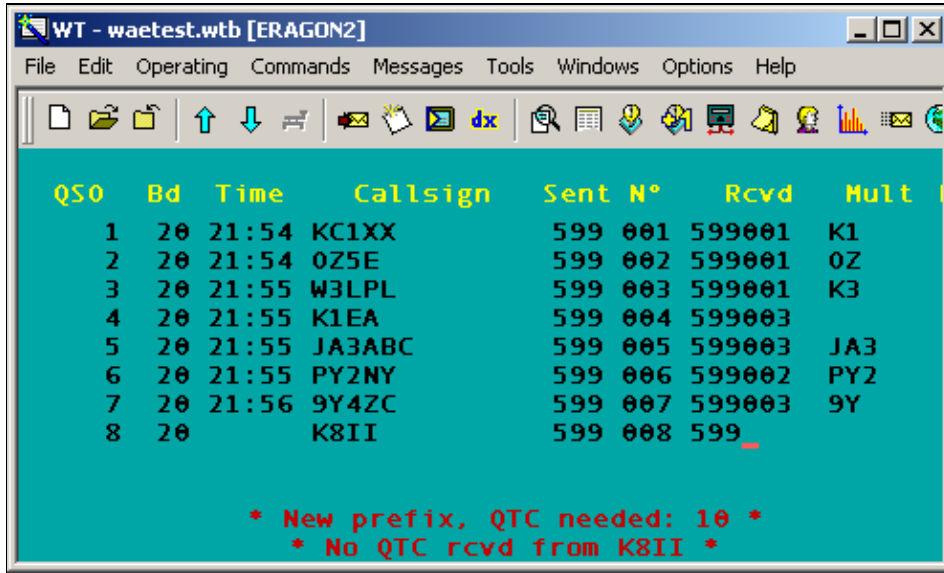 WT - waetest.wtb [ERAGON2]
File Edit Operating Commands Messages Tools Windows Options Help
dx
QSO Bd Time Callsign Sent Nº Rcvd Mult
1 20 21:54 KC1XX 599 001 599001 K1
2 20 21:54 OZ5E 599 002 599001 OZ
3 20 21:55 W3LPL 599 003 599001 K3
4 20 21:55 K1EA 599 004 599003
5 20 21:55 JA3ABC 599 005 599003 JA3
6 20 21:55 PY2NY 599 006 599002 PY2
7 20 21:56 9Y4ZC 599 007 599003 9Y
8 20 K8II 599 008 599_
* New prefix, QTC needed: 10 *
* No QTC rcvd from K8II *